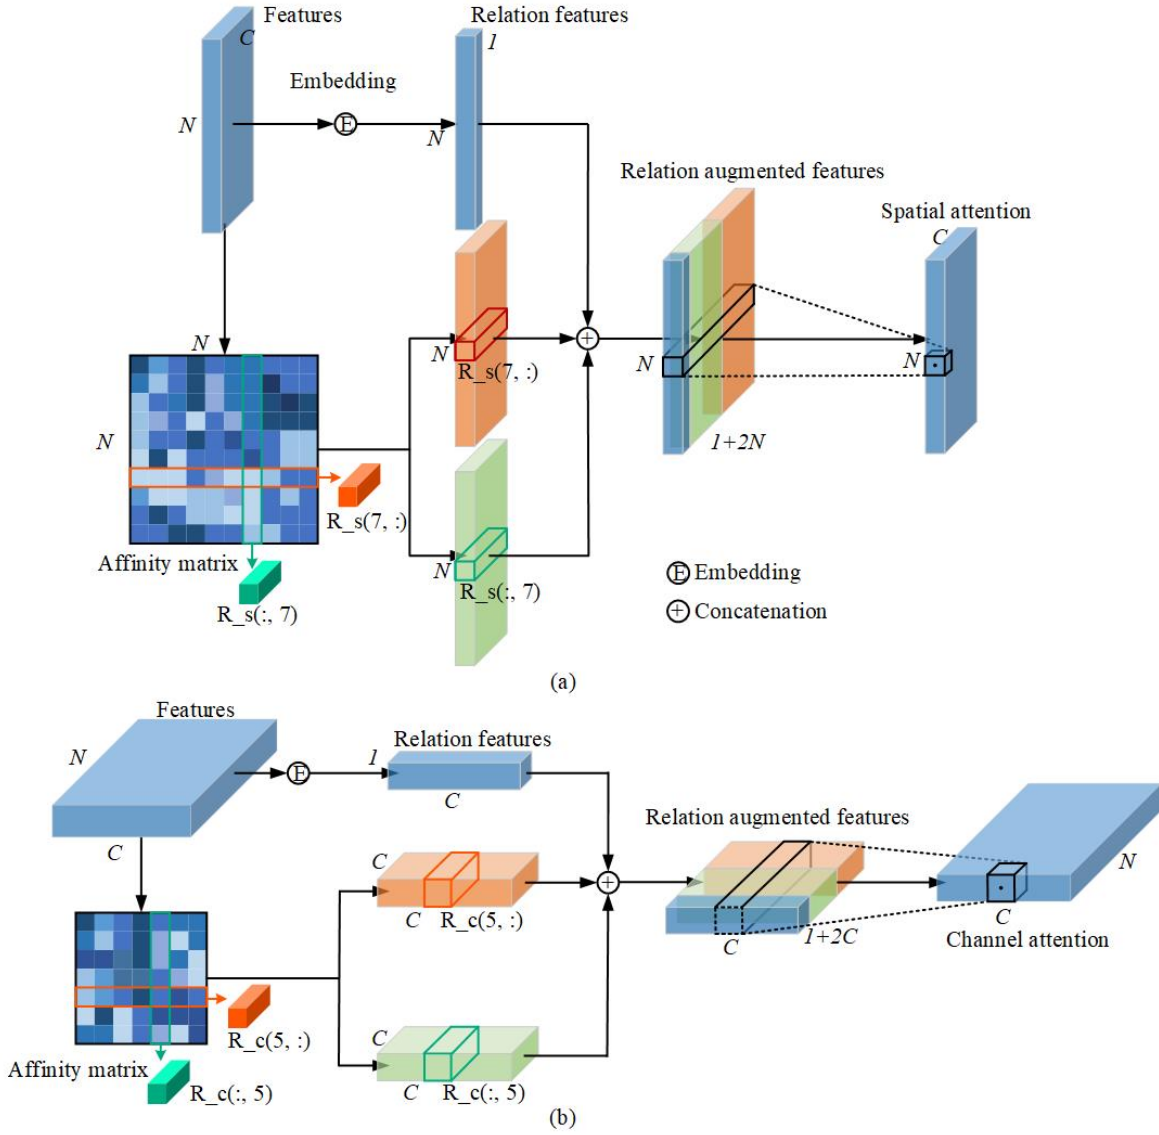 Features
Relation features
C
1
Embedding
N
E
N
Relation augmented features
Spatial attention
C
N
N
R_s(7, :)
N
N
N
1+2N
R_s(7, :)
Affinity matrix
N
R_s(:, 7)
R_s(:, 7)
E Embedding
+ Concatenation
(a)
Features
Relation features
N
E
1
C
Relation augmented features
C
C
N
C
R_c(5, :)
C
1+2C
C
Channel attention
R_c(5, :)
C
Affinity matrix
R_c(:, 5)
C
R_c(:, 5)
(b)